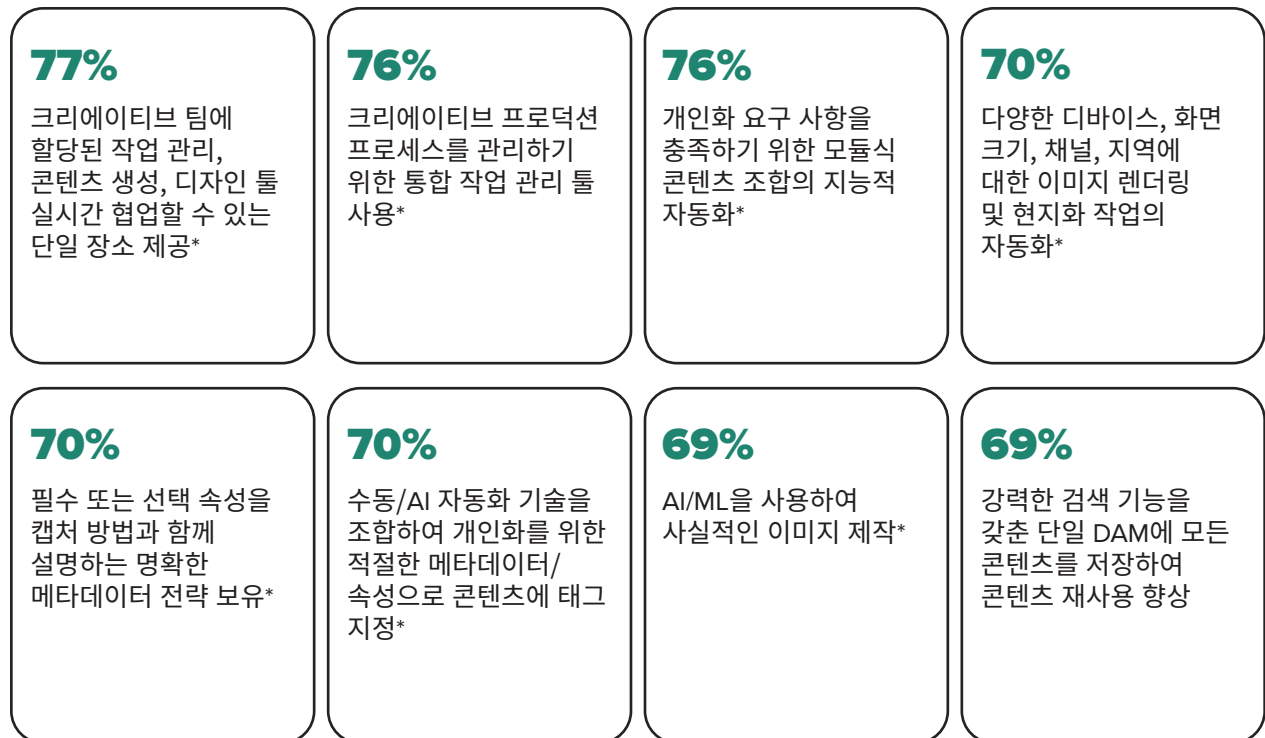 77%
크리에이티브 팀에
할당된 작업 관리,
콘텐츠 생성, 디자인 툴
실시간 협업할 수 있는
단일 장소 제공*
76%
크리에이티브 프로덕션
프로세스를 관리하기
위한 통합 작업 관리 툴
사용*
76%
개인화 요구 사항을
충족하기 위한 모듈식
콘텐츠 조합의 지능적
자동화*
70%
다양한 디바이스, 화면
크기, 채널, 지역에
대한 이미지 렌더링
및 현지화 작업의
자동화*
70%
필수 또는 선택 속성을
캡처 방법과 함께
설명하는 명확한
메타데이터 전략 보유*
70%
수동/AI 자동화 기술을
조합하여 개인화를 위한
적절한 메타데이터/
속성으로 콘텐츠에 태그
지정*
69%
AI/ML을 사용하여
사실적인 이미지 제작*
69%
강력한 검색 기능을
갖춘 단일 DAM에 모든
콘텐츠를 저장하여
콘텐츠 재사용 향상